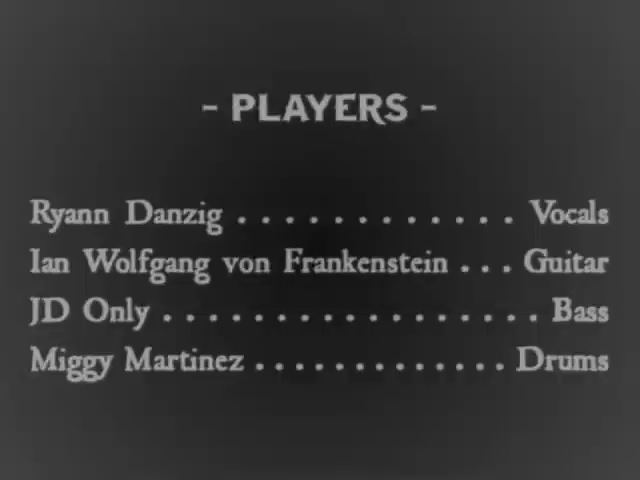 - PLAYERS -
Ryann Danzig . . . . . . . . . . . . . Vocals
Ian Wolfgang von Frankenstein . . . Guitar
JD Only . . . . . . . . . . . . . . . . . . Bass
Miggy Martinez . . . . . . . . . . . . . Drums